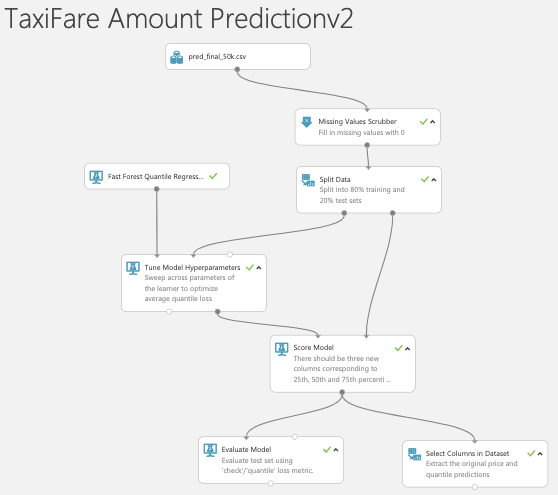 TaxiFare Amount Predictionv2
pred_final_50k.csv
Missing Values Scrubber
Fill in missing values with 0
Fast Forest Quantile Regress...
Split Data
Split into 80% training and
20% test sets
Tune Model Hyperparameters
Sweep across parameters of
the learner to optimize
average quantile loss
Score Model
There should be three new
columns corresponding to
25th, 50th and 75th percenti ...
Evaluate Model
Evaluate test set using
'check'/'quantile' loss metric.
Select Columns in Dataset
Extract the original price and
quantile predictions